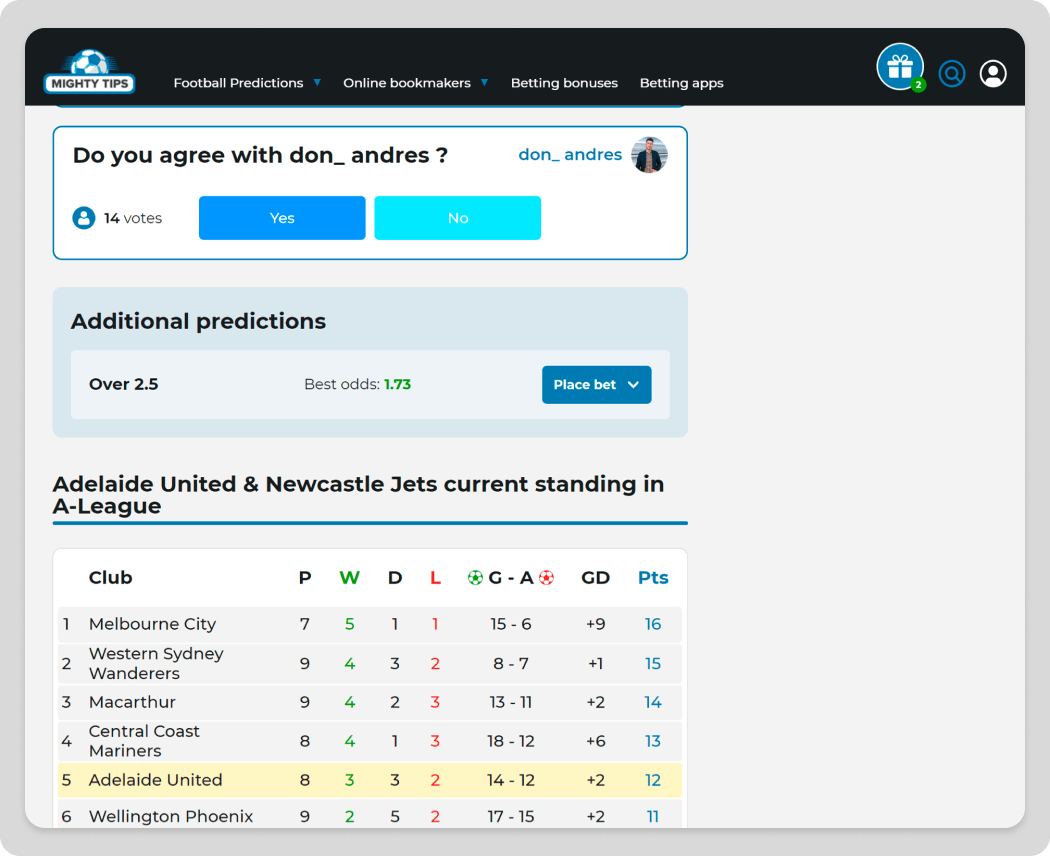 MIGHTY TIPS
Football Predictions Online bookmakers Betting bonuses Betting apps
2
Do you agree with don_ andres ?
don_ andres
14 votes
Yes
No
Additional predictions
Over 2.5 Best odds: 1.73 Place bet
Adelaide United & Newcastle Jets current standing in
A-League
Club P W D L G - A GD Pts
1 Melbourne City 7 5 1 1 15 - 6 +9 16
2 Western Sydney
Wanderers 9 4 3 2 8 - 7 +1 15
3 Macarthur 9 4 2 3 13 - 11 +2 14
4 Central Coast
Mariners 8 4 1 3 18 - 12 +6 13
5 Adelaide United 8 3 3 2 14 - 12 +2 12
6 Wellington Phoenix 9 2 5 2 17 - 15 +2 11